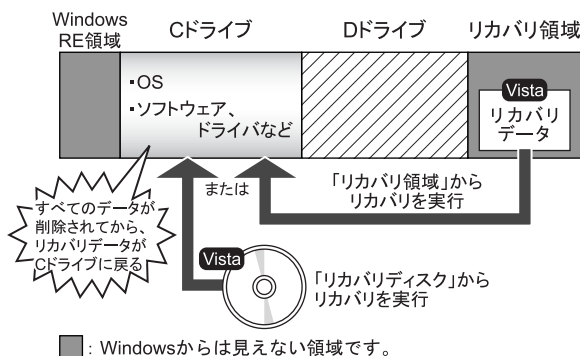 Windows
RE領域
Cドライブ
Dドライブ
リカバリ領域
・OS
・ソフトウェア、
ドライバなど
Vista
リカバリ
データ
または
「リカバリ領域」から
リカバリを実行
すべてのデータが
削除されてから、
リカバリデータが
Cドライブに戻る
Vista
「リカバリディスク」から
リカバリを実行
：Windowsからは見えない領域です。